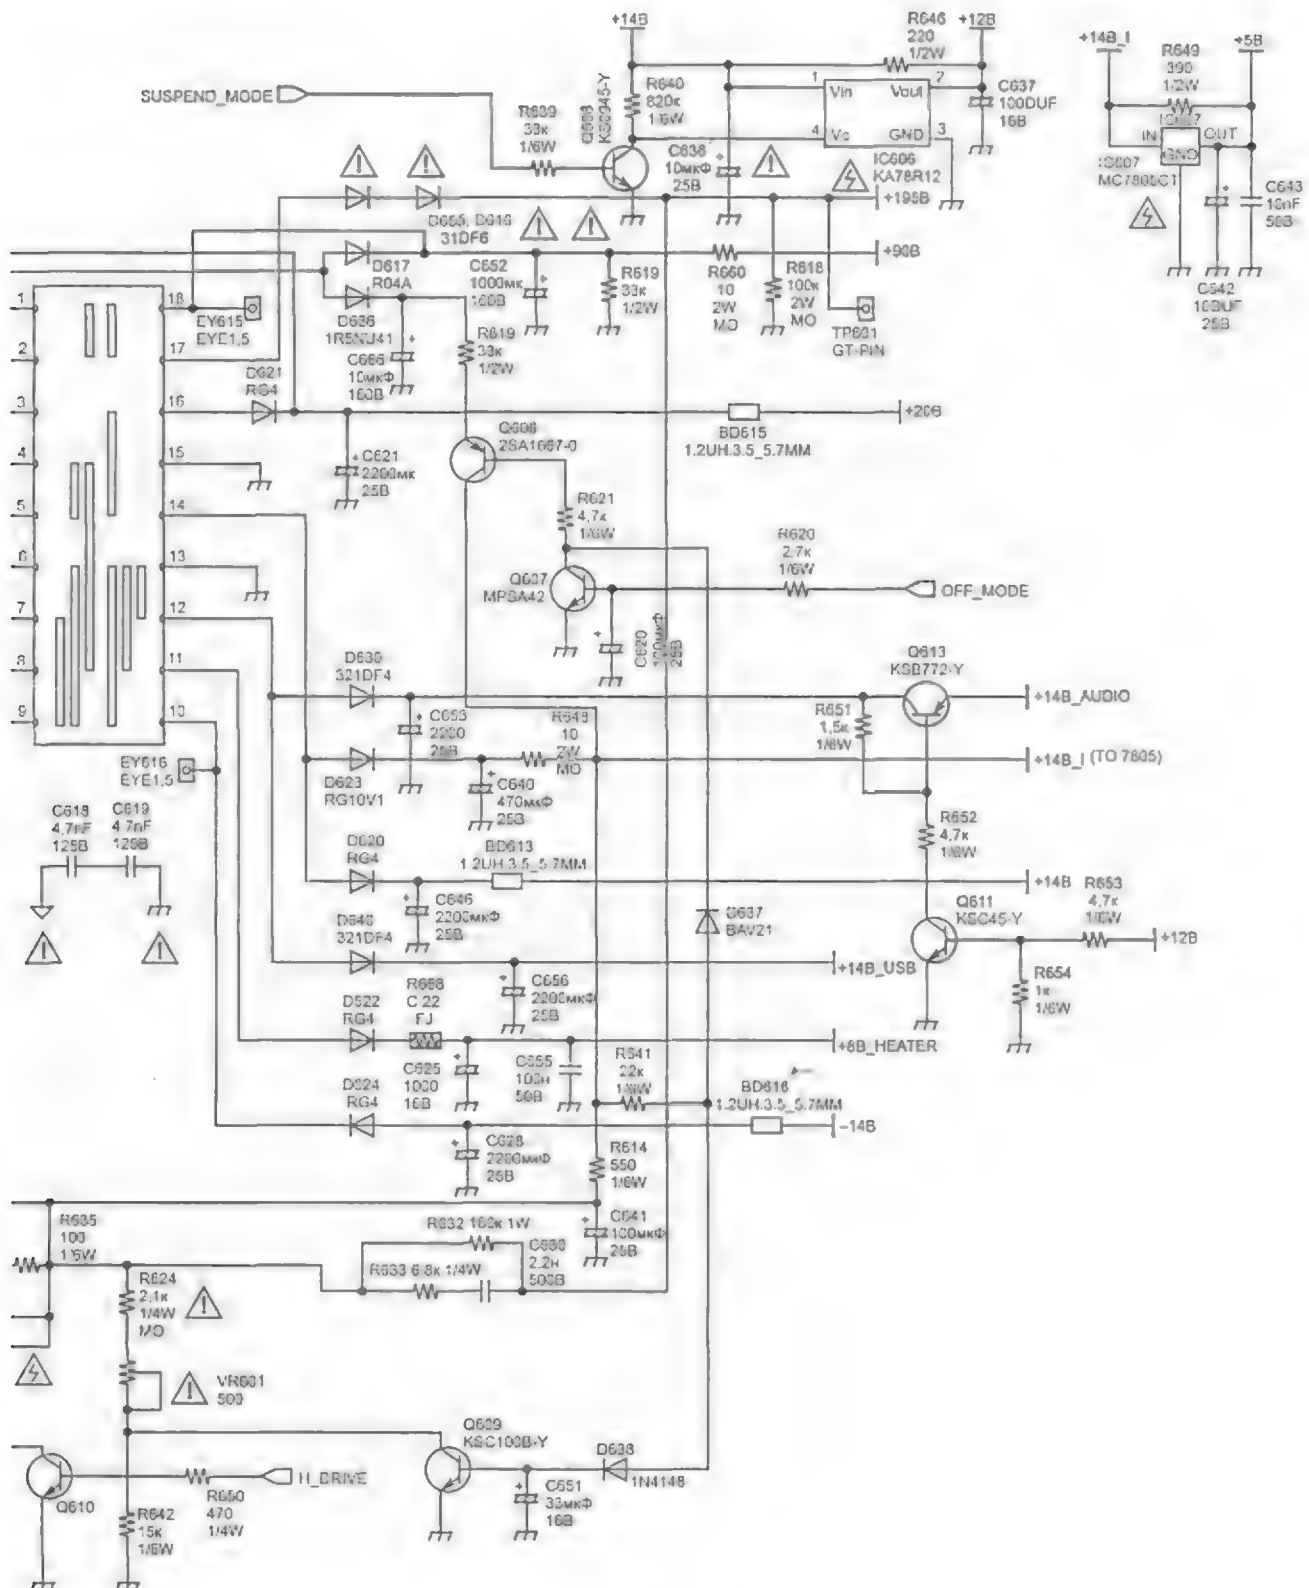 +14В
R646
220
1/2W
+12В
+14В_I
R649
390
1/2W
+5В
SUSPEND_MODE
R639
33к
1/6W
Q608
KSC945-Y
R640
820к
1/6W
1
Vin
Vout
2
4
Vc
GND
3
IC606
KA78R12
C637
100DUF
16В
C638
10мкФ
25В
IN
OUT
GND
IC607
MC7805CT
C643
10nF
50В
C642
100UF
25В
D655, D616
31DF6
+195В
D617
R04A
C652
1000мк
160В
R619
33к
1/2W
R660
10
2W
MO
R618
100к
2W
MO
+90В
TP601
GT-PIN
1
2
3
4
5
6
7
8
9
18
17
16
15
14
13
12
11
10
EY615
EYE1,5
D636
1R5NU41
C666
10мкФ
160В
R619
33к
1/2W
D621
RG4
C621
2200мк
25В
Q606
2SA1667-0
BD615
1.2UH.3.5_5.7MM
+20В
R621
4,7к
1/6W
Q607
MPSA42
R620
2.7к
1/6W
OFF_MODE
C620
100мкФ
25В
D630
321DF4
C653
2200
25В
Q613
KSB772-Y
R651
1,5к
1/6W
+14В_AUDIO
R648
10
2W
MO
+14В_I (TO 7805)
EY616
EYE1,5
D623
RG10V1
C640
470мкФ
25В
C618
4,7nF
125В
C619
4,7nF
125В
D620
RG4
BD613
1.2UH.3.5_5.7MM
+14В
C646
2200мкФ
25В
R652
4,7к
1/6W
D640
321DF4
D637
BAV21
Q611
KSC45-Y
R653
4,7к
1/6W
+12В
+14В_USB
C656
2200мкФ
25В
R654
1к
1/6W
D522
RG4
R668
C 22
FJ
+8В_HEATER
C625
1000
16В
C655
100н
50В
R641
22к
1/6W
D624
RG4
BD616
1.2UH.3.5_5.7MM
–14В
C628
2200мкФ
25В
R614
550
1/6W
R635
100
1/6W
R632 160к 1W
C630
2.2н
500В
R633 6.8к 1/4W
C641
100мкФ
25В
R624
2,1к
1/4W
MO
VR601
500
Q609
KSC100B-Y
D638
1N4148
Q610
R650
470
1/4W
H_DRIVE
C651
33мкФ
16В
R642
15к
1/6W